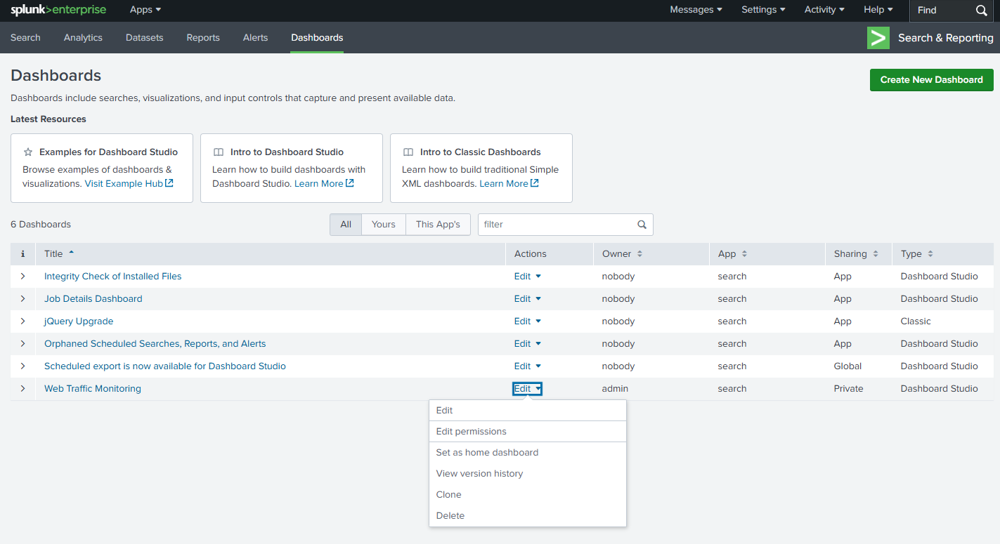 splunk>enterprise Apps Messages Settings Activity Help Find
Search Analytics Datasets Reports Alerts Dashboards Search & Reporting
Dashboards
Create New Dashboard
Dashboards include searches, visualizations, and input controls that capture and present available data.
Latest Resources
Examples for Dashboard Studio
Browse examples of dashboards &
visualizations. Visit Example Hub
Intro to Dashboard Studio
Learn how to build dashboards with
Dashboard Studio. Learn More
Intro to Classic Dashboards
Learn how to build traditional Simple
XML dashboards. Learn More
6 Dashboards All Yours This App's filter
i Title Actions Owner App Sharing Type
Integrity Check of Installed Files Edit nobody search App Dashboard Studio
Job Details Dashboard Edit nobody search App Dashboard Studio
jQuery Upgrade Edit nobody search App Classic
Orphaned Scheduled Searches, Reports, and Alerts Edit nobody search App Dashboard Studio
Scheduled export is now available for Dashboard Studio Edit nobody search Global Dashboard Studio
Web Traffic Monitoring Edit admin search Private Dashboard Studio
Edit
Edit permissions
Set as home dashboard
View version history
Clone
Delete